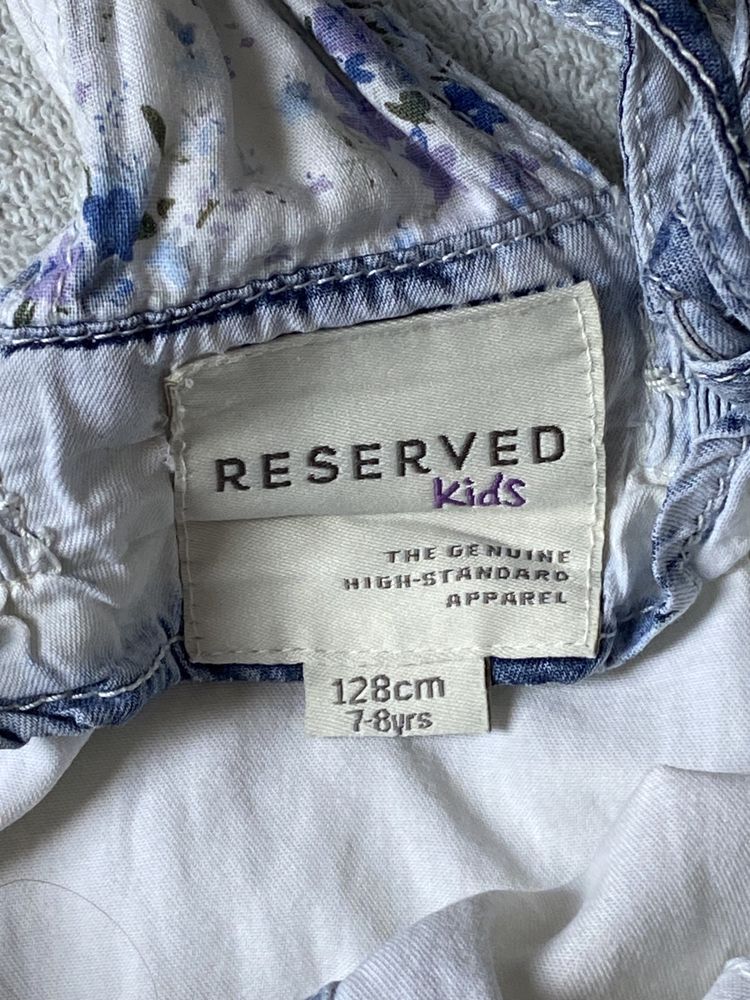 RESERVED
Kids
THE GENUINE
HIGH-STANDARD
APPAREL
128cm
7-8yrs